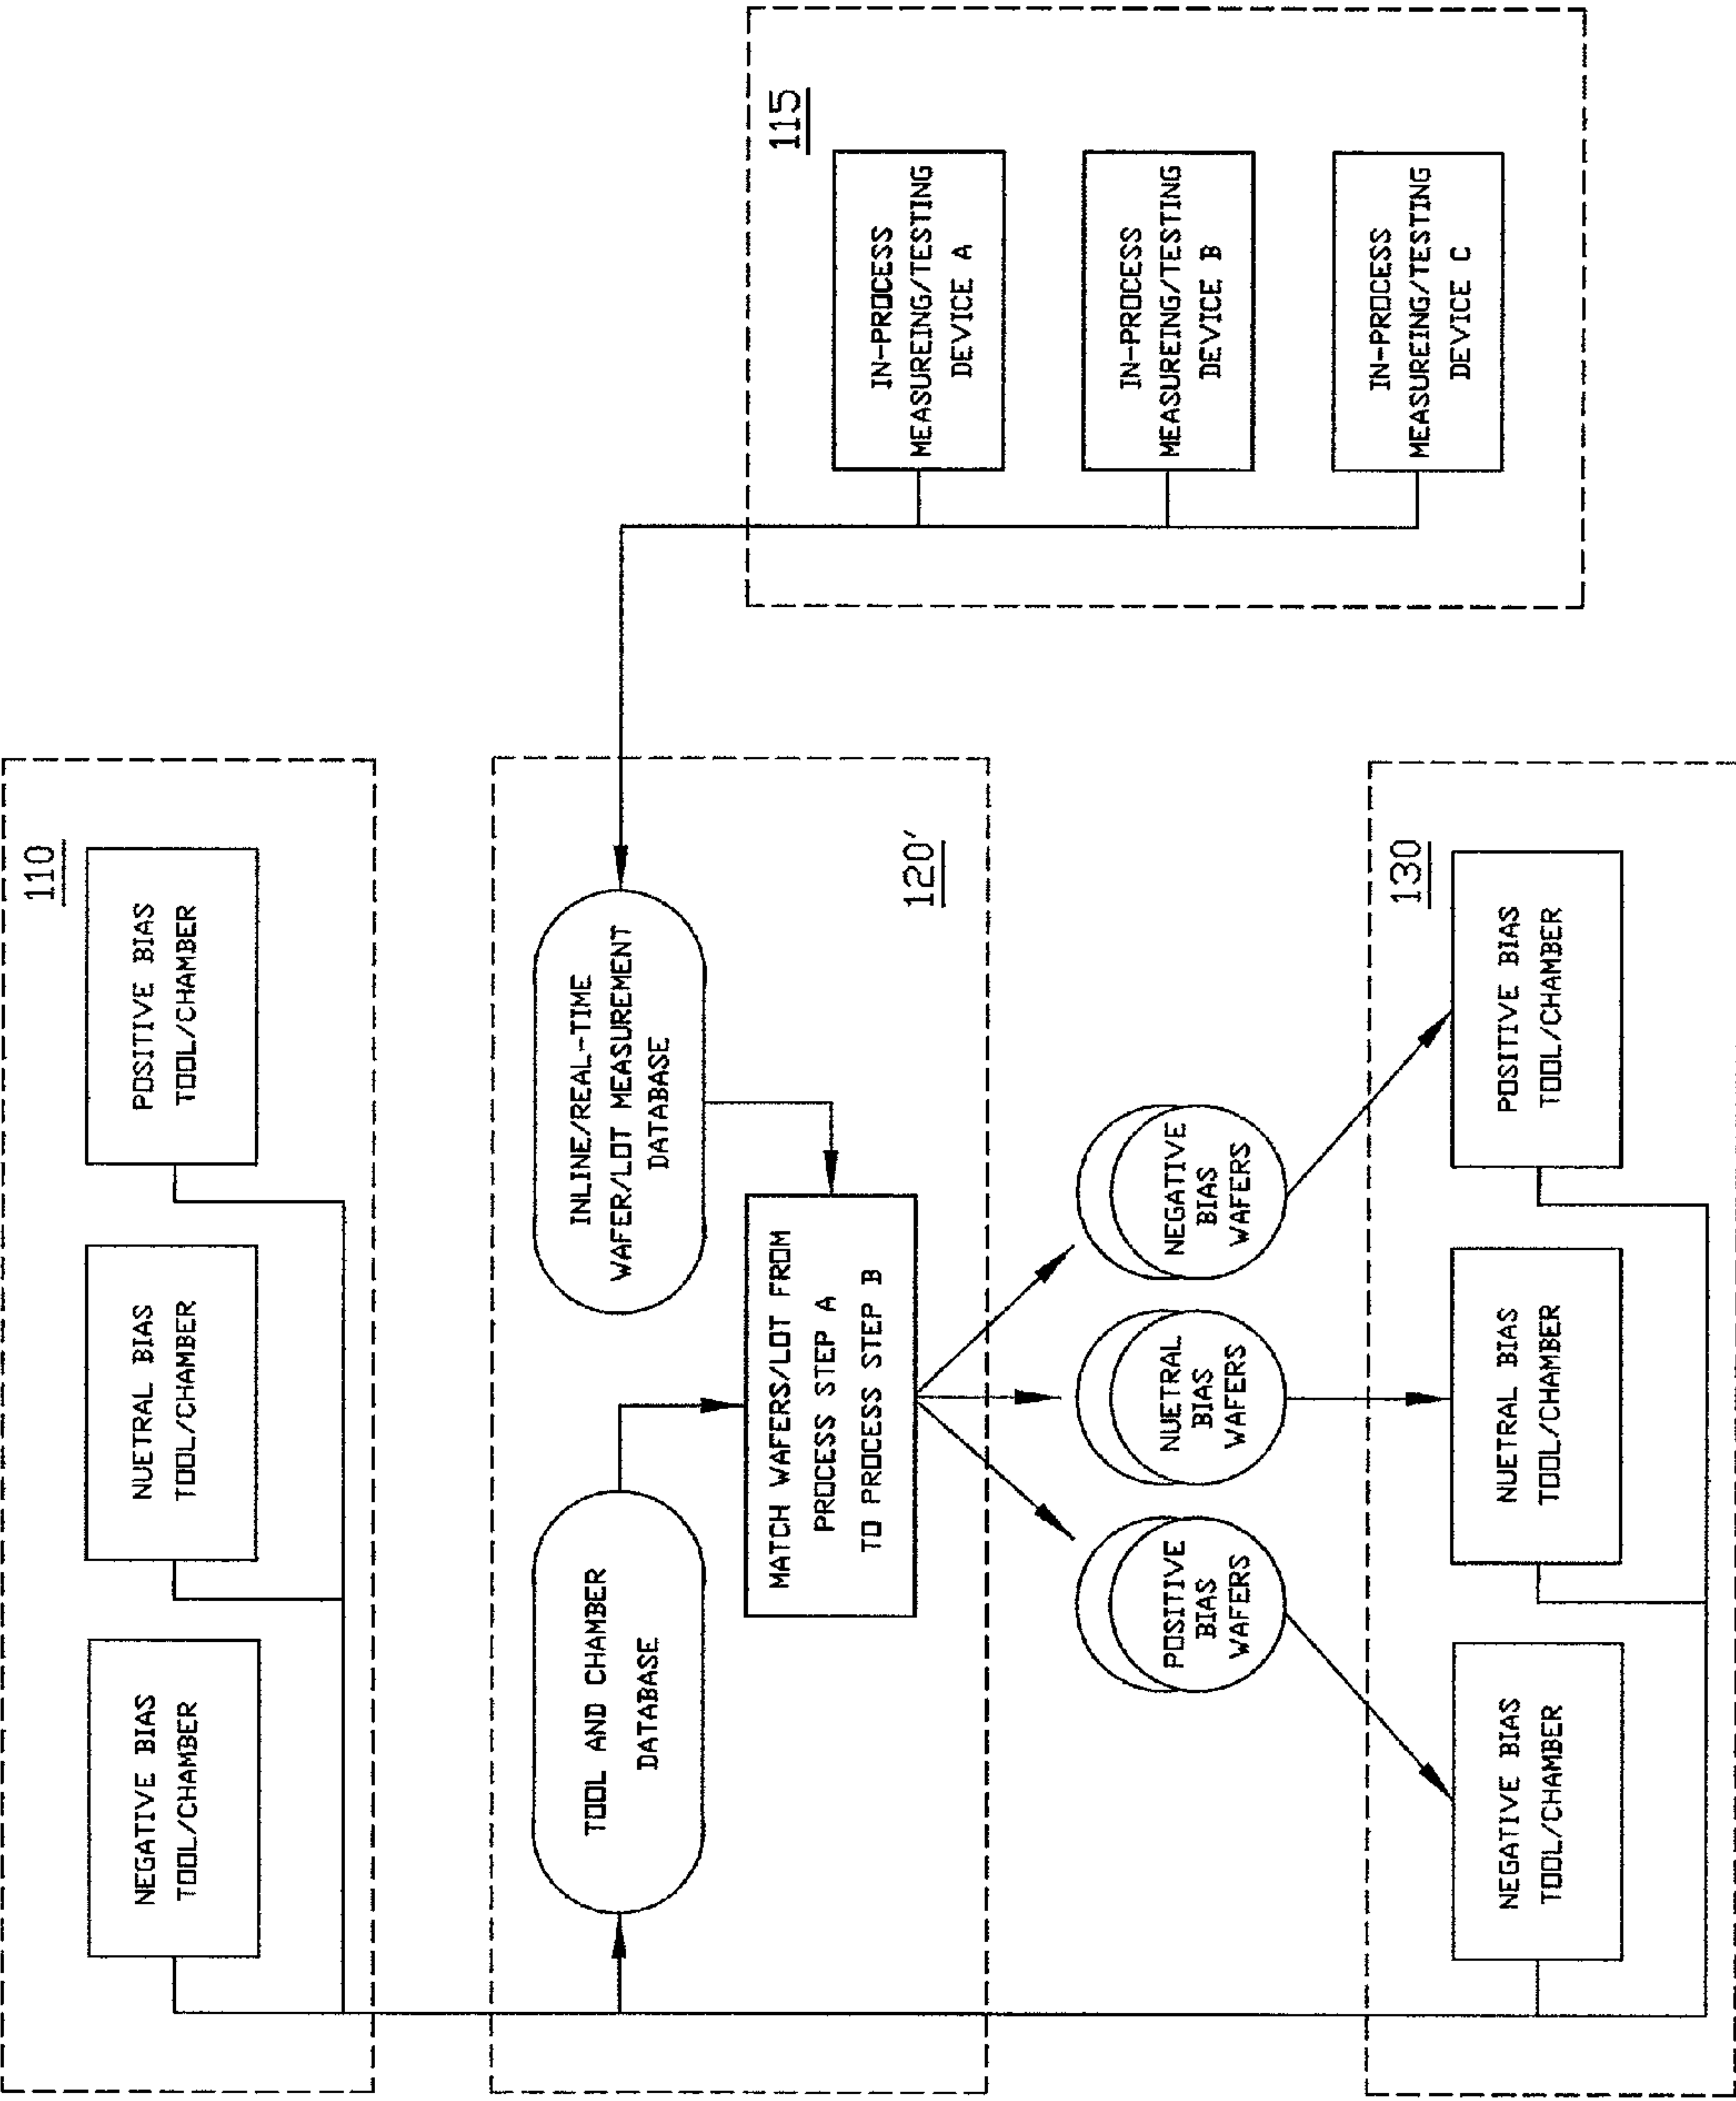 110
NEGATIVE BIAS
TOOL/CHAMBER
NUETRAL BIAS
TOOL/CHAMBER
POSITIVE BIAS
TOOL/CHAMBER
TOOL AND CHAMBER
DATABASE
INLINE/REAL-TIME
WAFER/LOT MEASUREMENT
DATABASE
MATCH WAFERS/LOT FROM
PROCESS STEP A
TO PROCESS STEP B
120'
POSITIVE
BIAS
WAFERS
NUETRAL
BIAS
WAFERS
NEGATIVE
BIAS
WAFERS
130
NEGATIVE BIAS
TOOL/CHAMBER
NUETRAL BIAS
TOOL/CHAMBER
POSITIVE BIAS
TOOL/CHAMBER
115
IN-PROCESS
MEASUREING/TESTING
DEVICE A
IN-PROCESS
MEASUREING/TESTING
DEVICE B
IN-PROCESS
MEASUREING/TESTING
DEVICE C